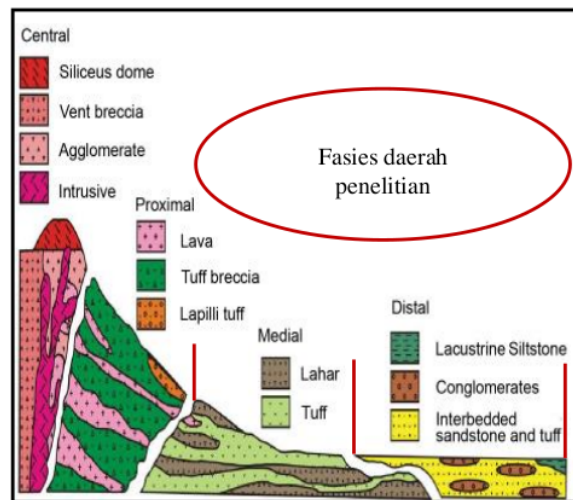 Central
Siliceus dome
Vent breccia
Agglomerate
Intrusive
Fasies daerah
penelitian
Proximal
Lava
Tuff breccia
Lapilli tuff
Medial
Lahar
Tuff
Distal
Lacustrine Siltstone
Conglomerates
Interbedded
sandstone and tuff